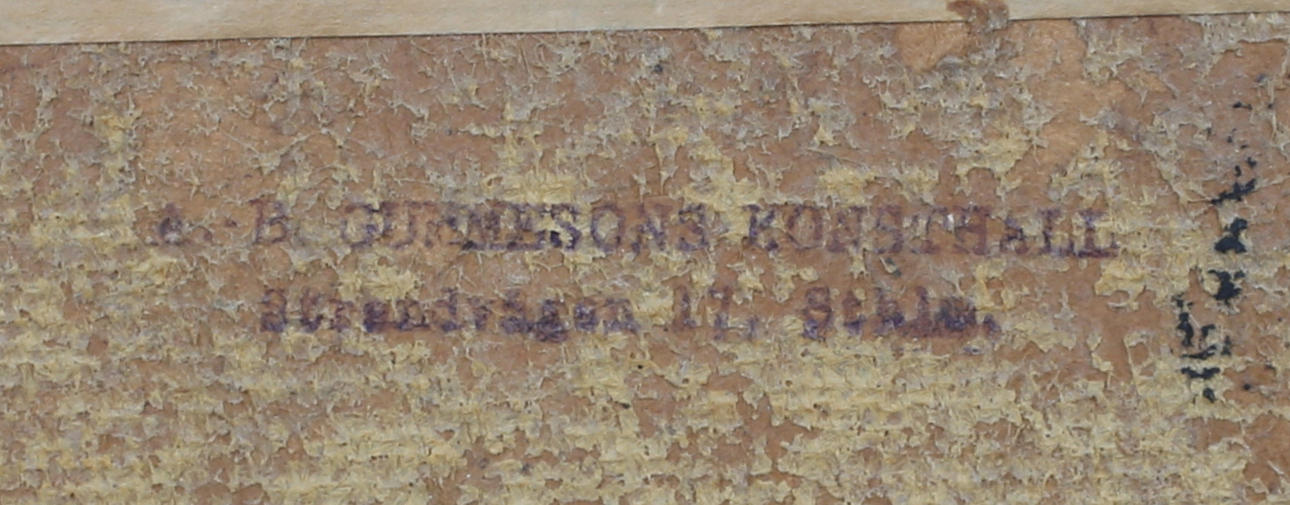 A.-B. GUMMESONS KONSTHALL
Strandvägen 17, Sthlm.